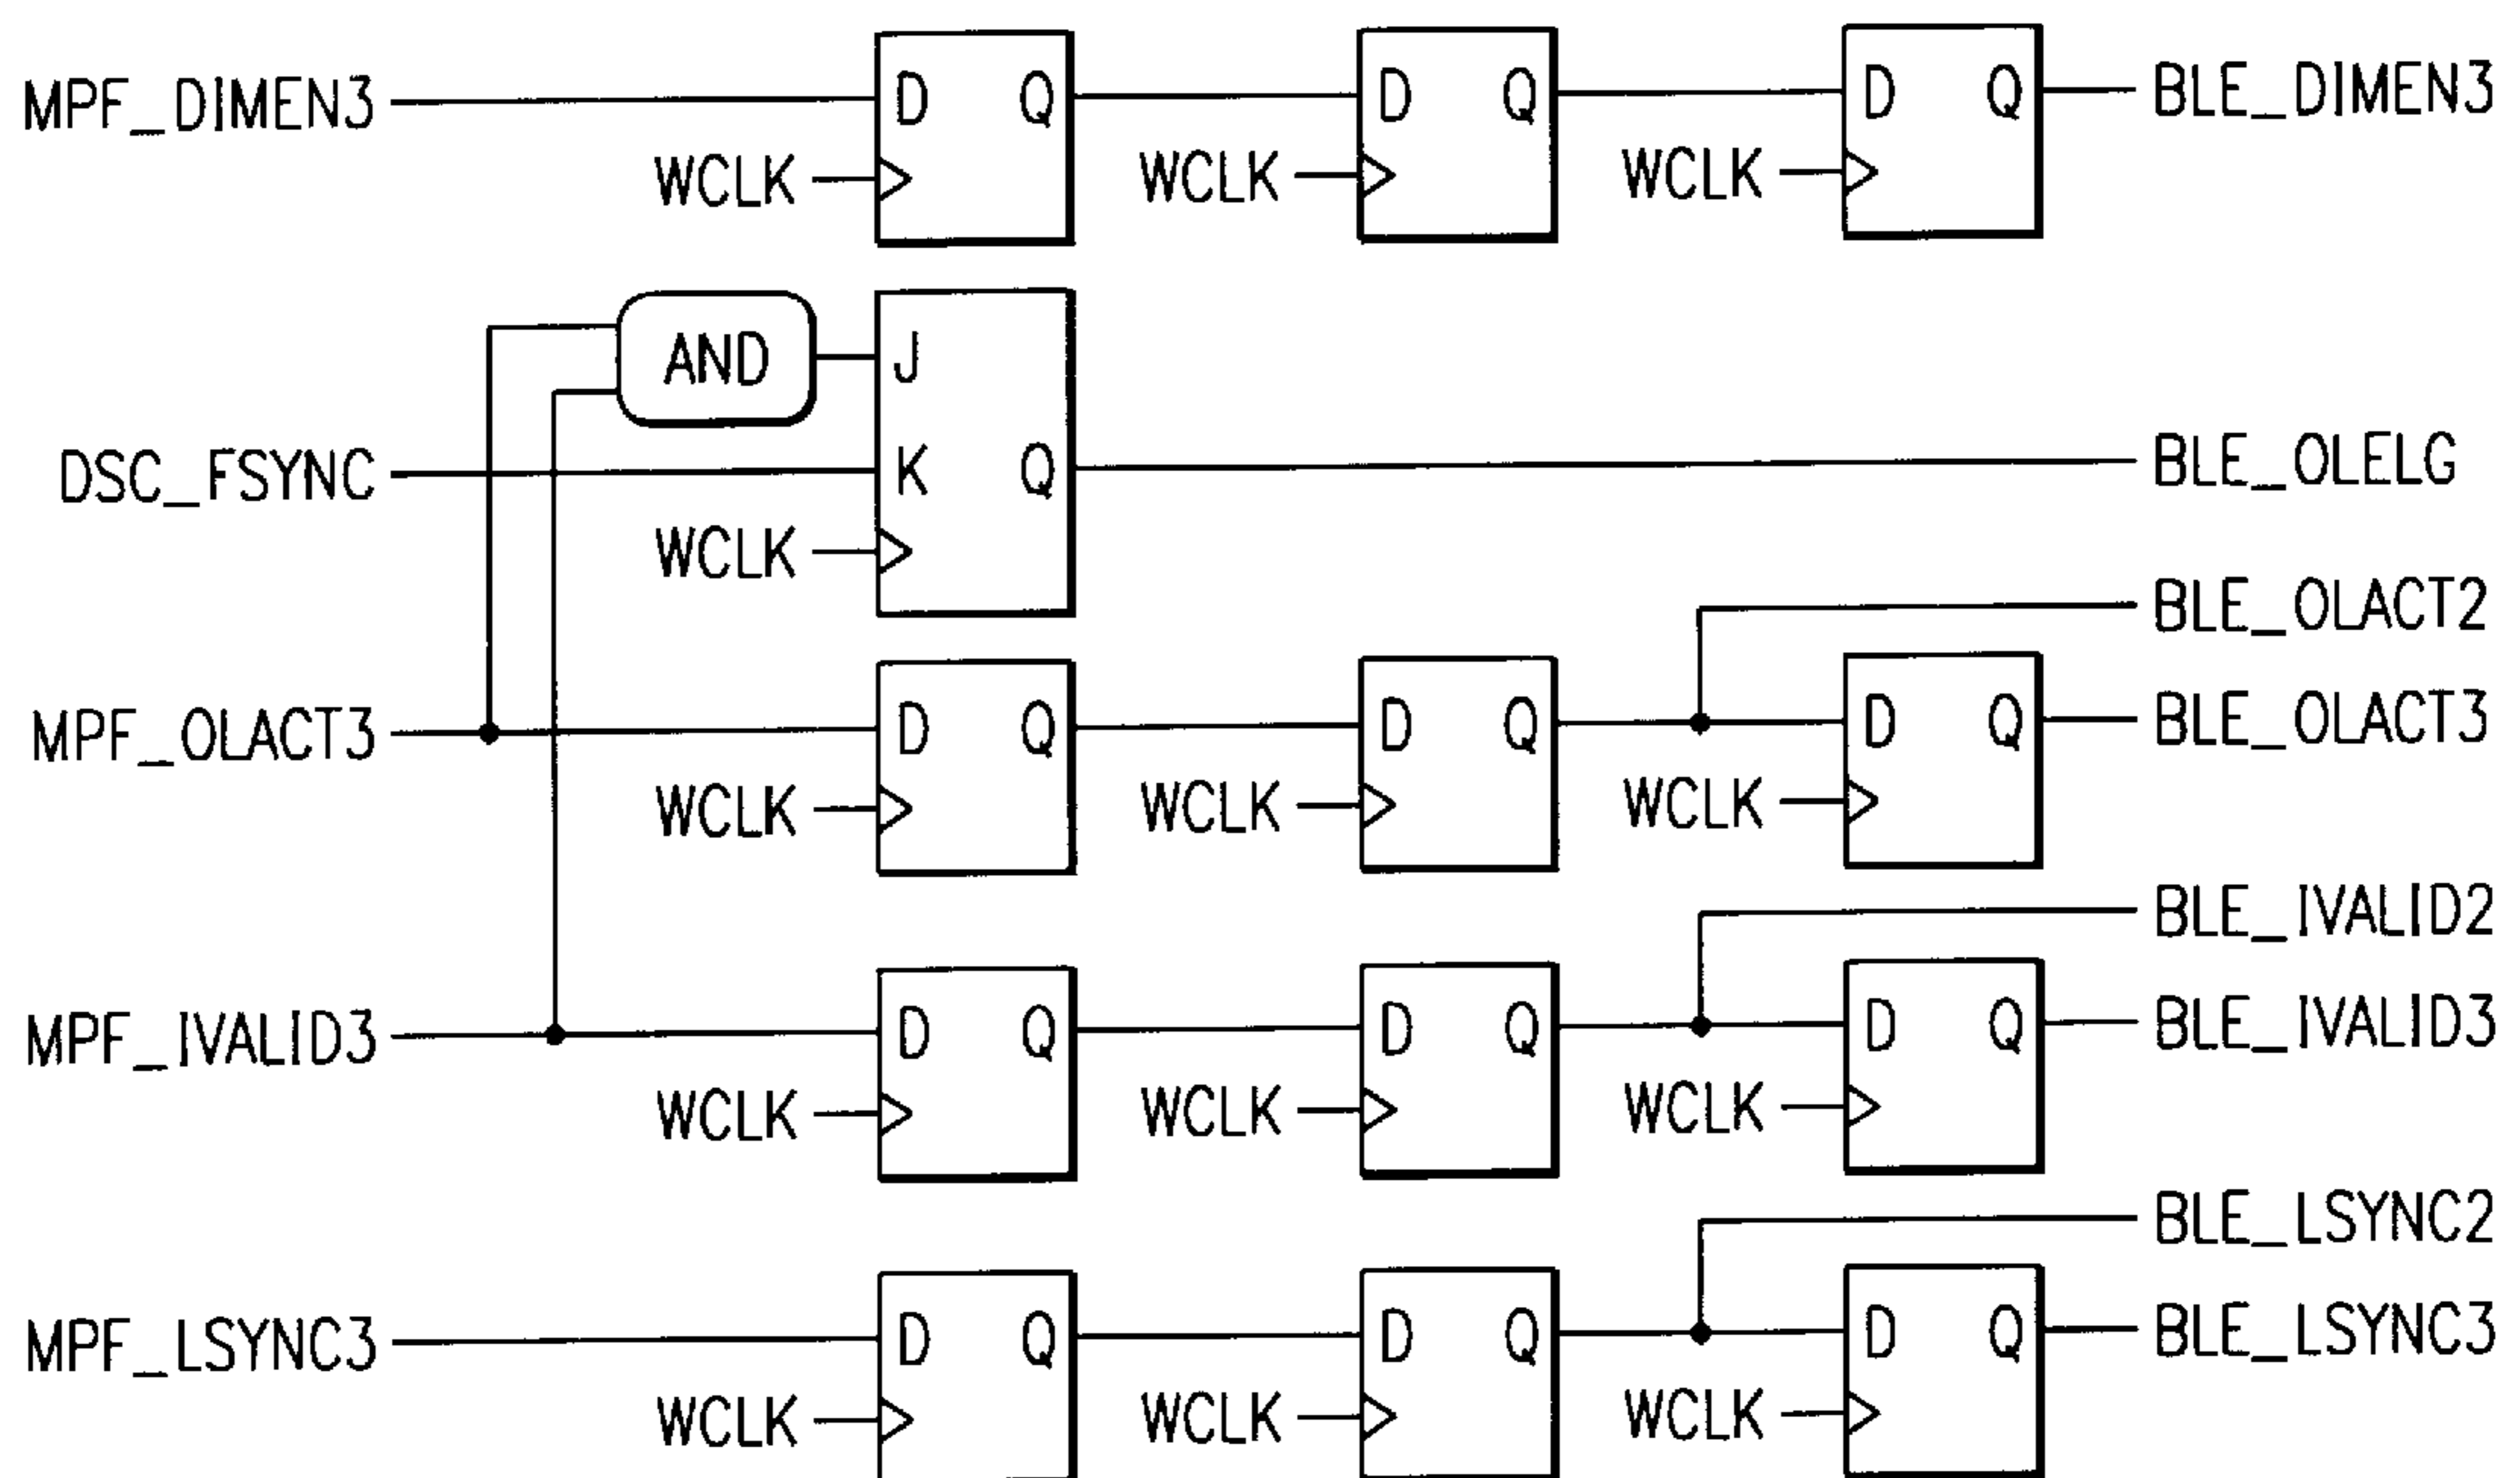 MPF_DIMEN3 D Q D Q D Q BLE_DIMEN3
WCLK WCLK WCLK
AND J
DSC_FSYNC K Q BLE_OLELG
WCLK
BLE_OLACT2
MPF_OLACT3 D Q D Q D Q BLE_OLACT3
WCLK WCLK WCLK
BLE_IVALID2
MPF_IVALID3 D Q D Q D Q BLE_IVALID3
WCLK WCLK WCLK
BLE_LSYNC2
MPF_LSYNC3 D Q D Q D Q BLE_LSYNC3
WCLK WCLK WCLK